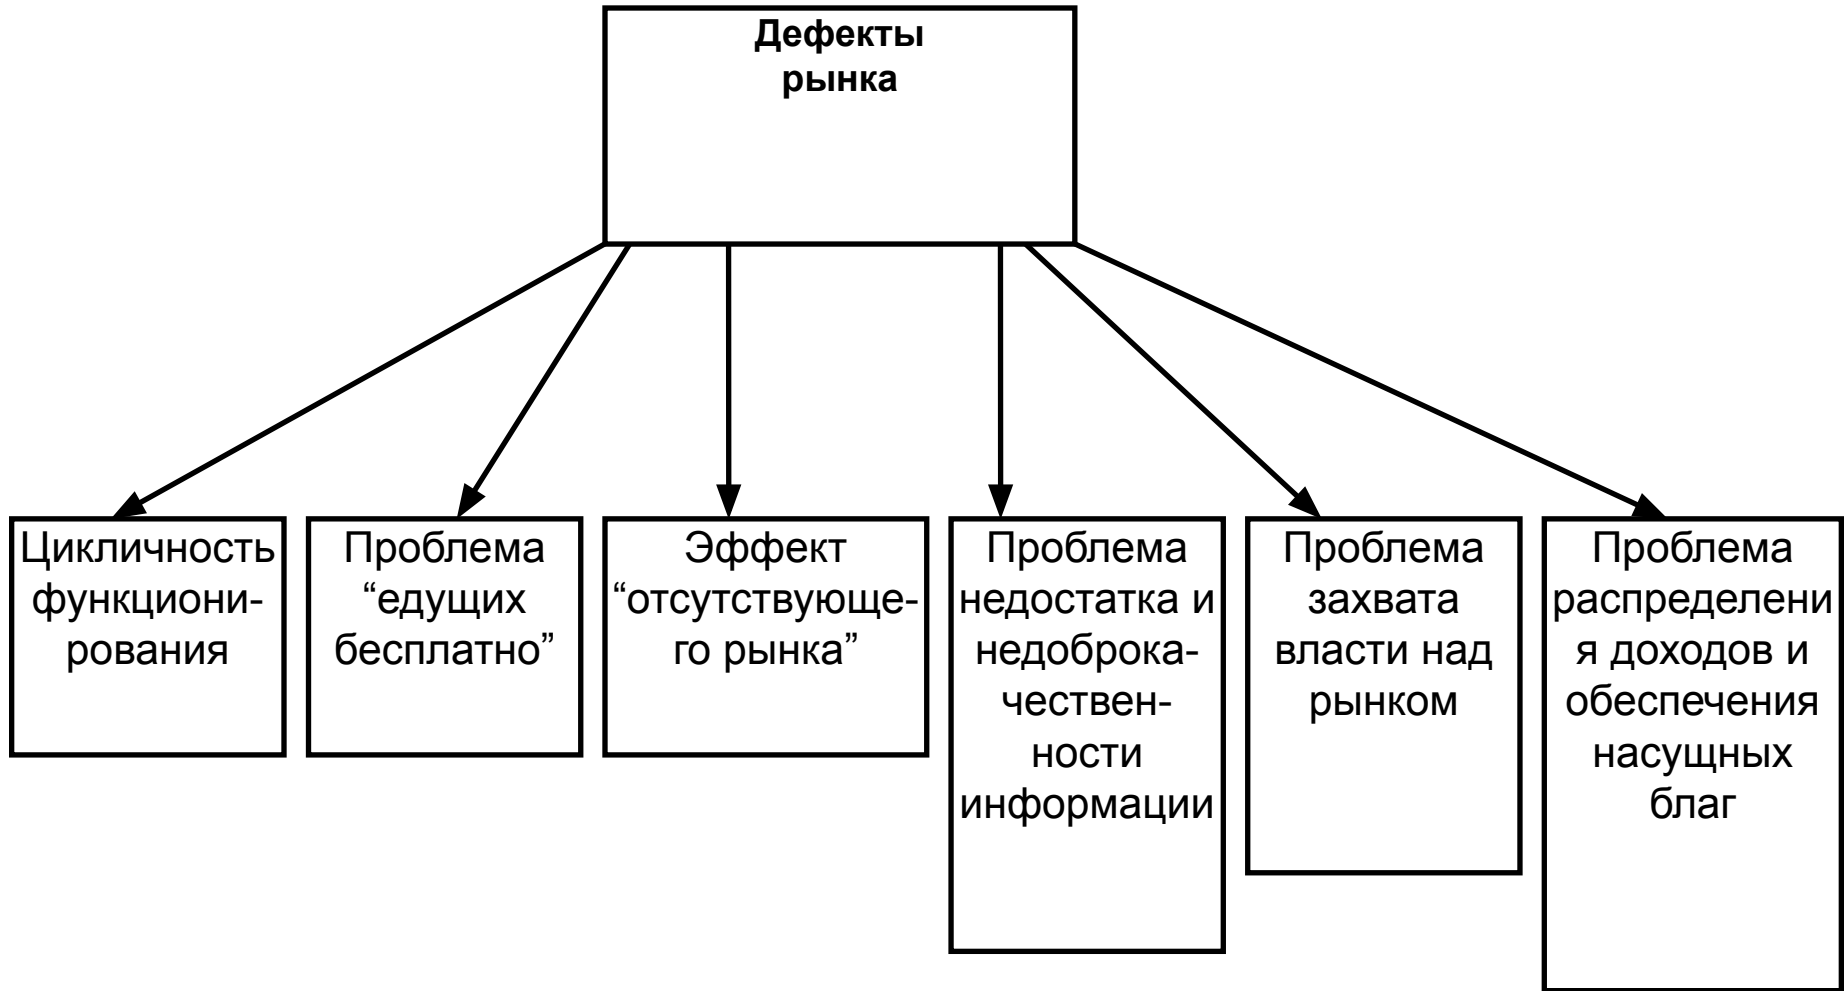 Дефекты
рынка
Цикличность
функциони-
рования
Проблема
“едущих
бесплатно”
Эффект
“отсутствующе-
го рынка”
Проблема
недостатка и
недоброка-
чествен-
ности
информации
Проблема
захвата
власти над
рынком
Проблема
распределени
я доходов и
обеспечения
насущных
благ